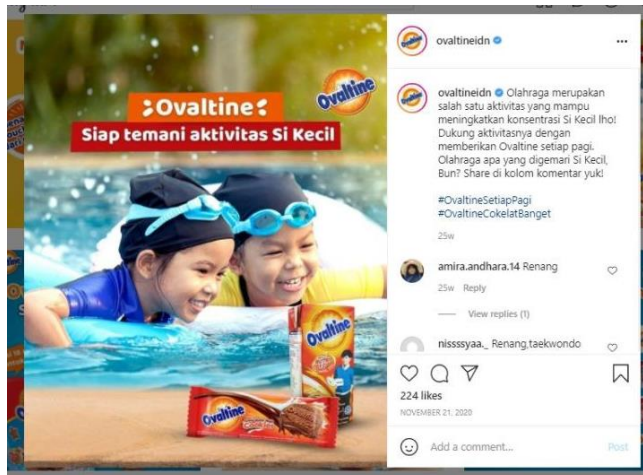 Ovaltine
Siap temani aktivitas Si Kecil
Ovaltine
Ovaltine
Ovaltine
ovaltineidn
ovaltineidn Olahraga merupakan
salah satu aktivitas yang mampu
meningkatkan konsentrasi Si Kecil lho!
Dukung aktivitasnya dengan
memberikan Ovaltine setiap pagi.
Olahraga apa yang digemari Si Kecil,
Bun? Share di kolom komentar yuk!
#OvaltineSetiapPagi
#OvaltineCokelatBanget
25w
amira.andhara.14 Renang
25w Reply
View replies (1)
nissssyaa._ Renang,taekwondo
224 likes
NOVEMBER 21, 2020
Add a comment...
Post